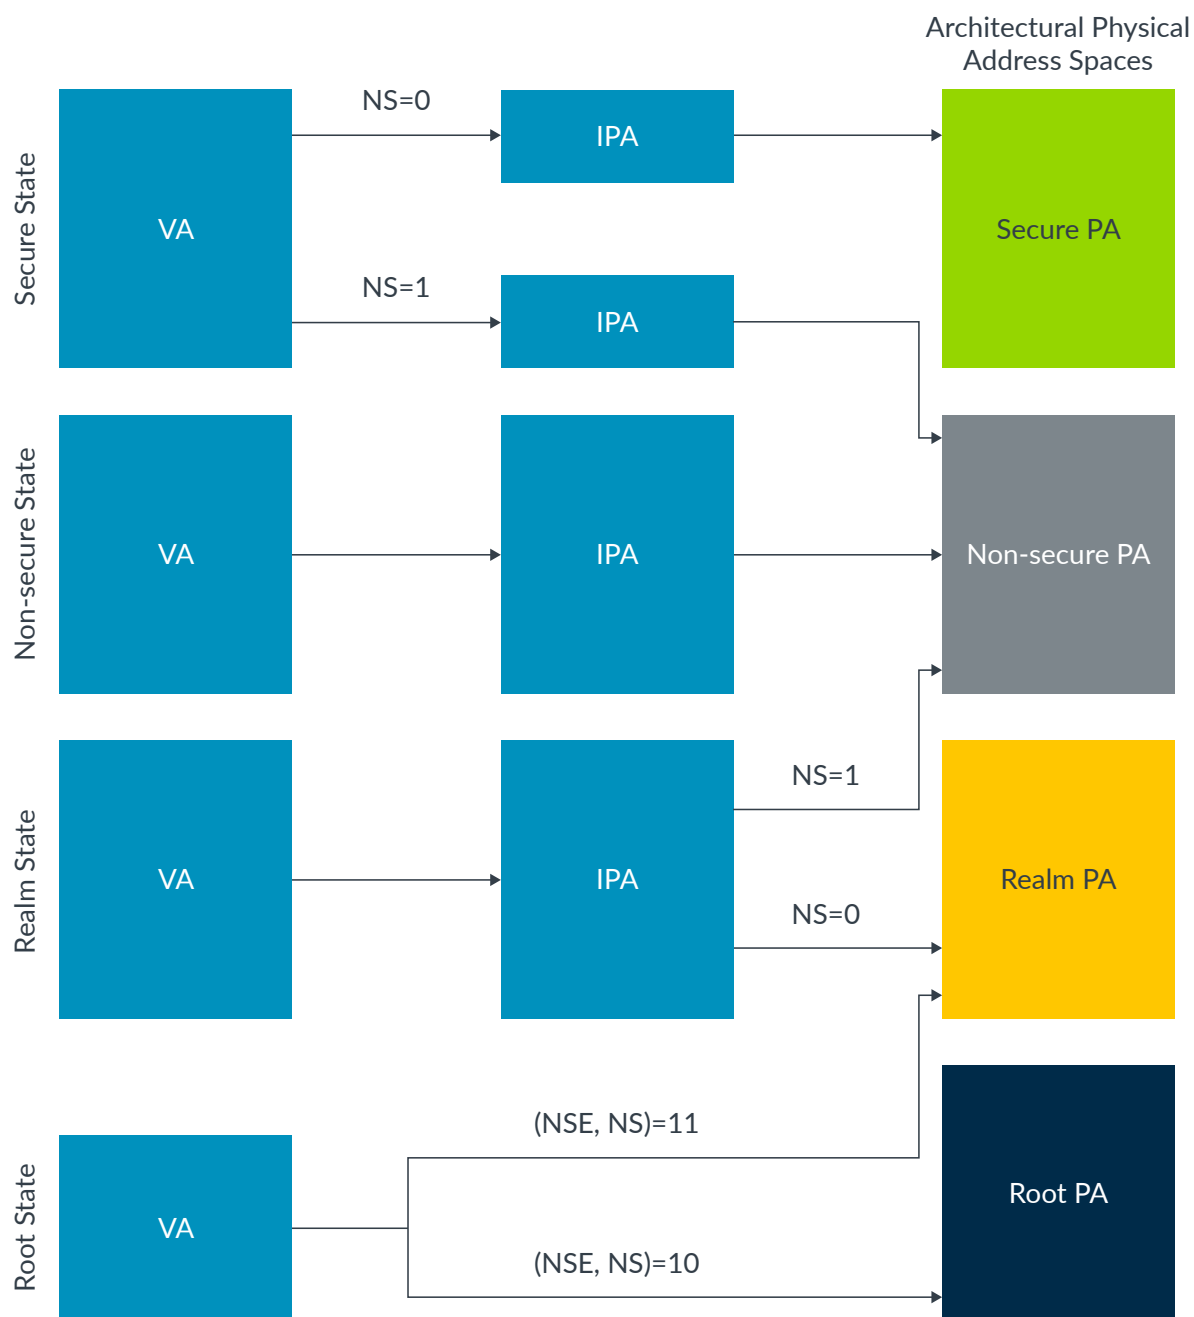 Architectural Physical
Address Spaces
Secure State
VA
NS=0
IPA
NS=1
IPA
Secure PA
Non-secure State
VA
IPA
Non-secure PA
Realm State
VA
IPA
NS=1
NS=0
Realm PA
Root State
VA
(NSE, NS)=11
(NSE, NS)=10
Root PA